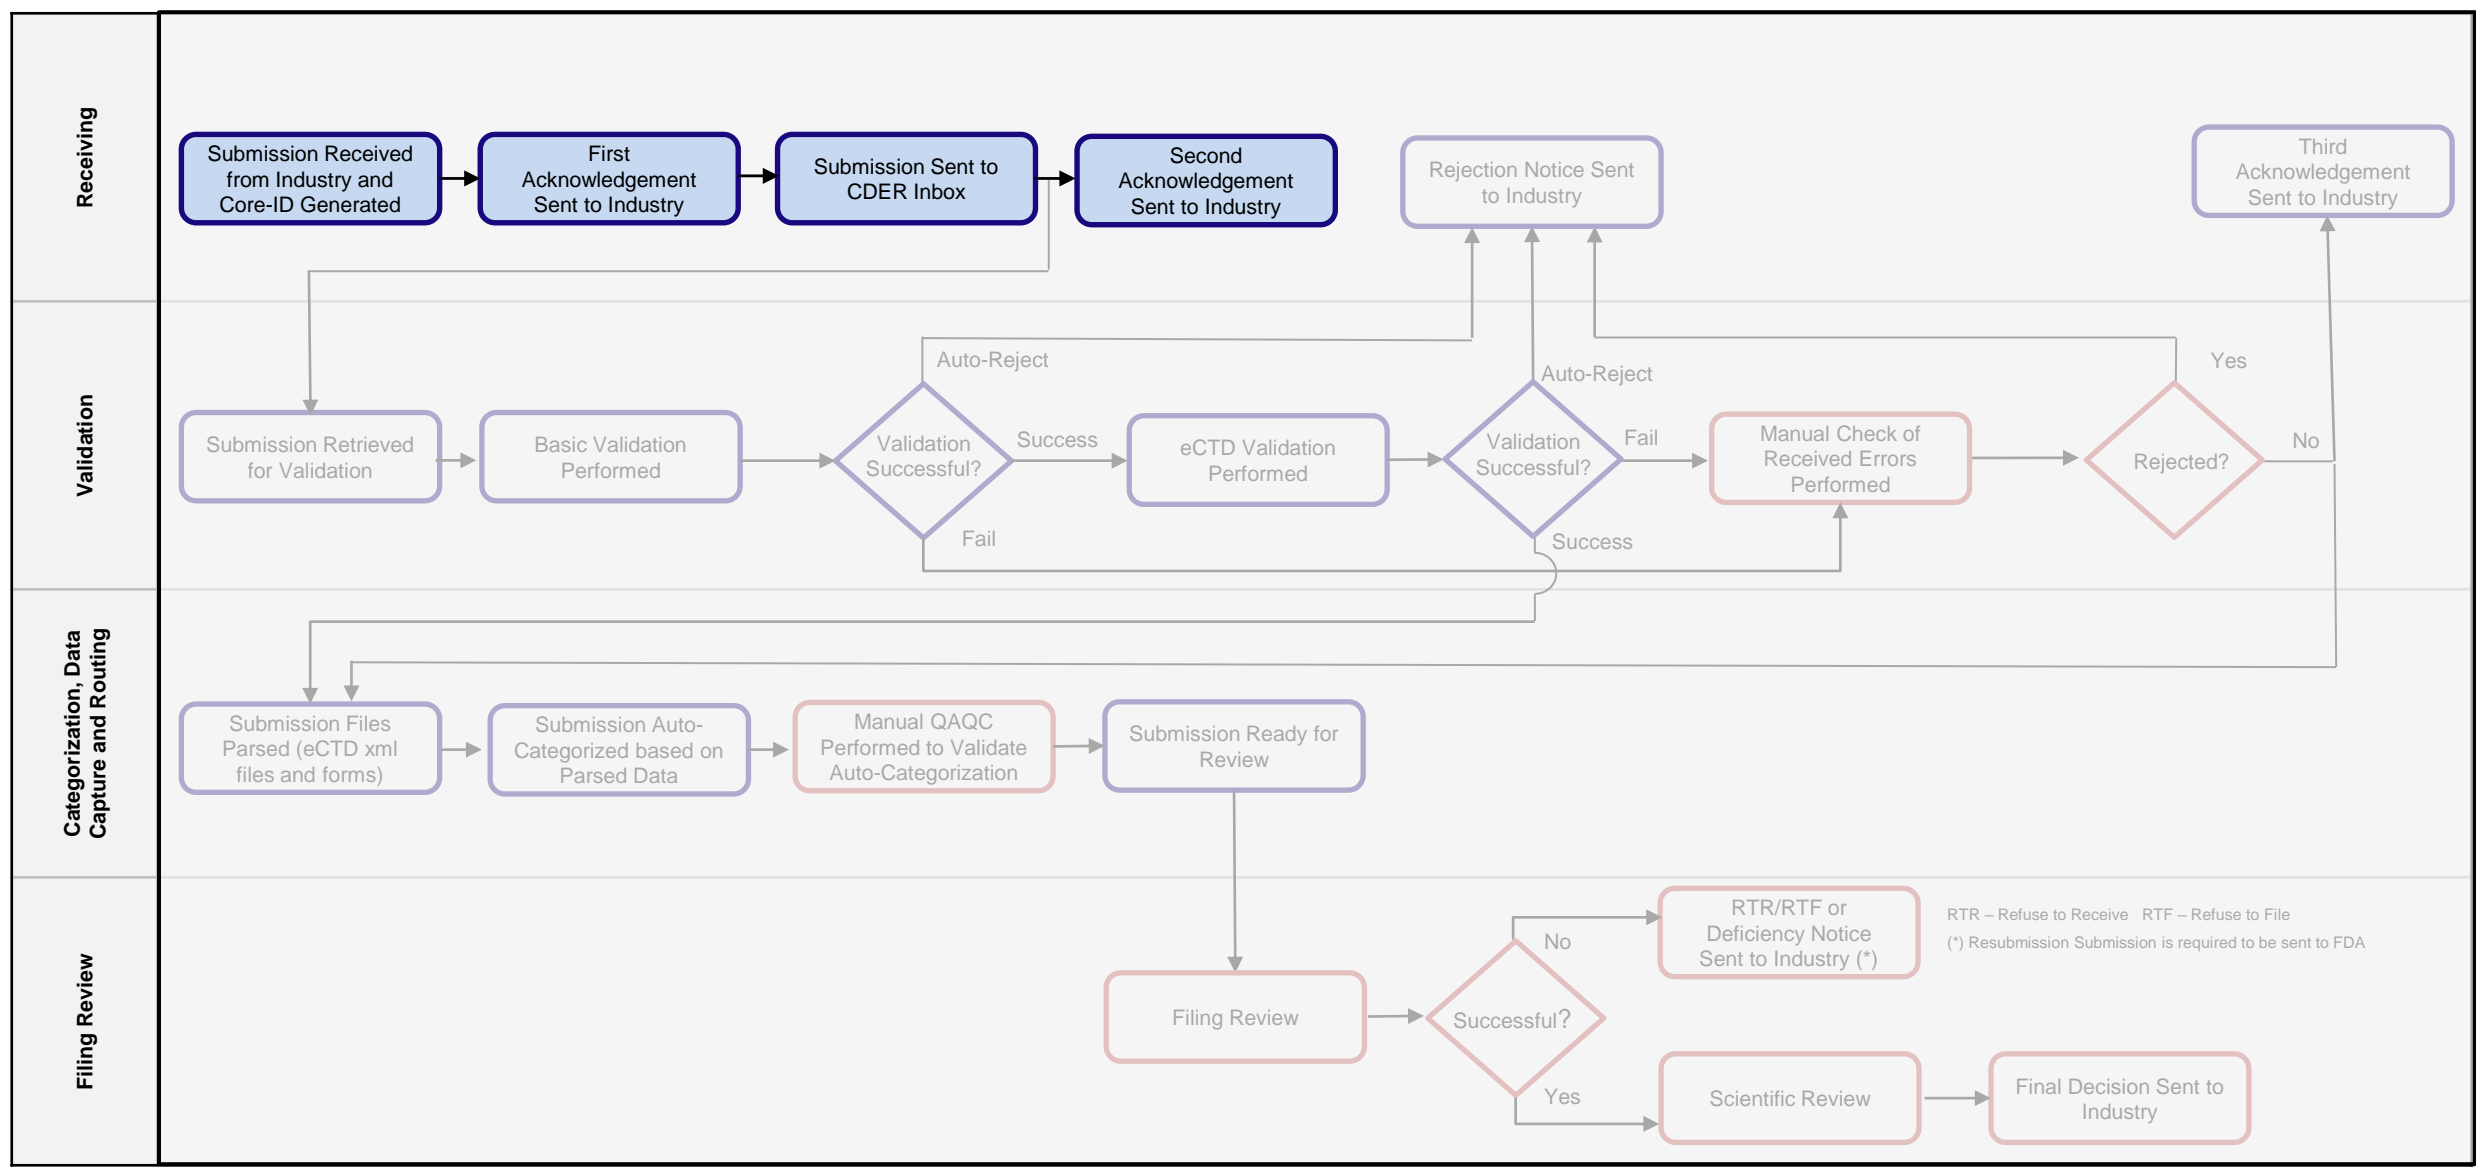 Receiving
Submission Received
from Industry and
Core-ID Generated
First
Acknowledgement
Sent to Industry
Submission Sent to
CDER Inbox
Second
Acknowledgement
Sent to Industry
Rejection Notice Sent
to Industry
Third
Acknowledgement
Sent to Industry
Validation
Submission Retrieved
for Validation
Basic Validation
Performed
Auto-Reject
Validation
Successful?
Success
Fail
eCTD Validation
Performed
Auto-Reject
Validation
Successful?
Fail
Success
Manual Check of
Received Errors
Performed
Yes
Rejected?
No
Categorization, Data
Capture and Routing
Submission Files
Parsed (eCTD xml
files and forms)
Submission Auto-
Categorized based on
Parsed Data
Manual QAQC
Performed to Validate
Auto-Categorization
Submission Ready for
Review
Filing Review
Filing Review
Successful?
No
Yes
RTR/RTF or
Deficiency Notice
Sent to Industry (*)
RTR – Refuse to Receive RTF – Refuse to File
(*) Resubmission Submission is required to be sent to FDA
Scientific Review
Final Decision Sent to
Industry